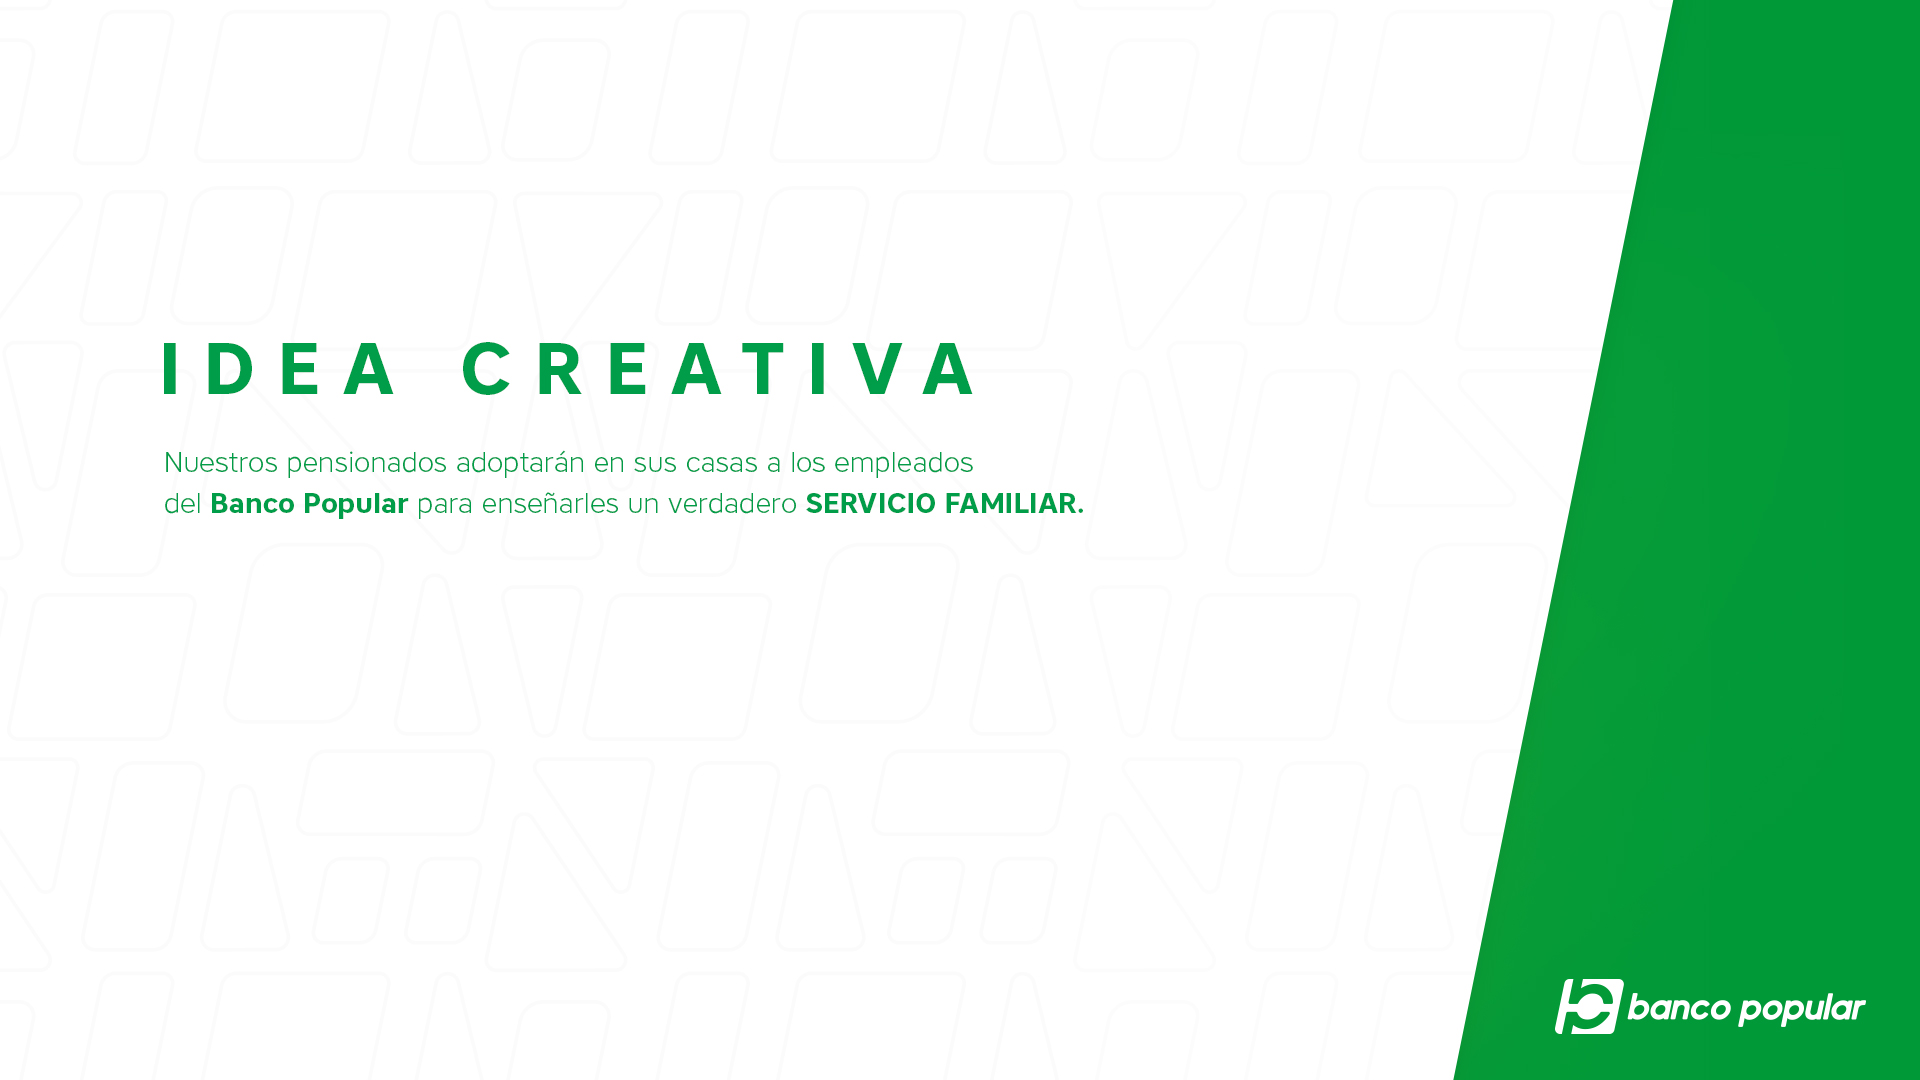 IDEA CREATIVA
Nuestros pensionados adoptarán en sus casas a los empleados
del Banco Popular para enseñarles un verdadero SERVICIO FAMILIAR.
banco popular